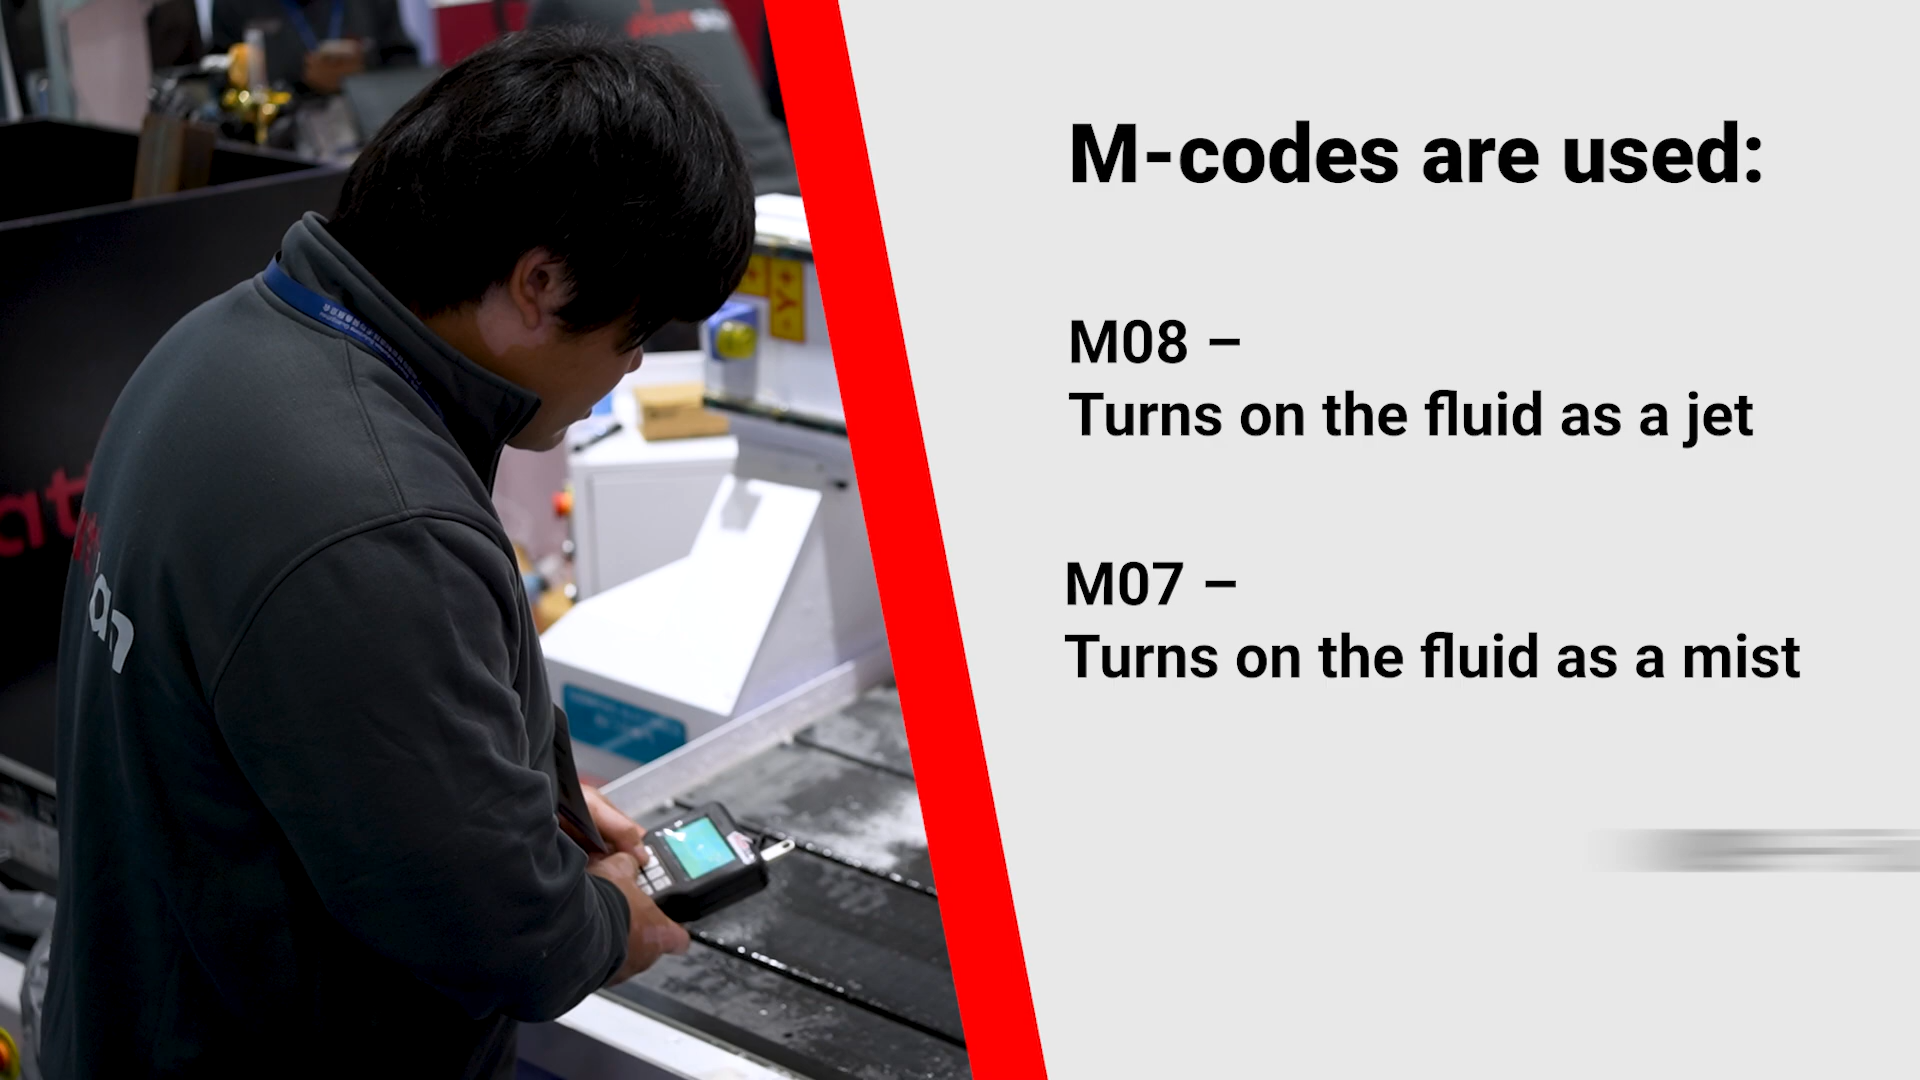 M-codes are used:
M08 –
Turns on the fluid as a jet
M07 –
Turns on the fluid as a mist
Y+